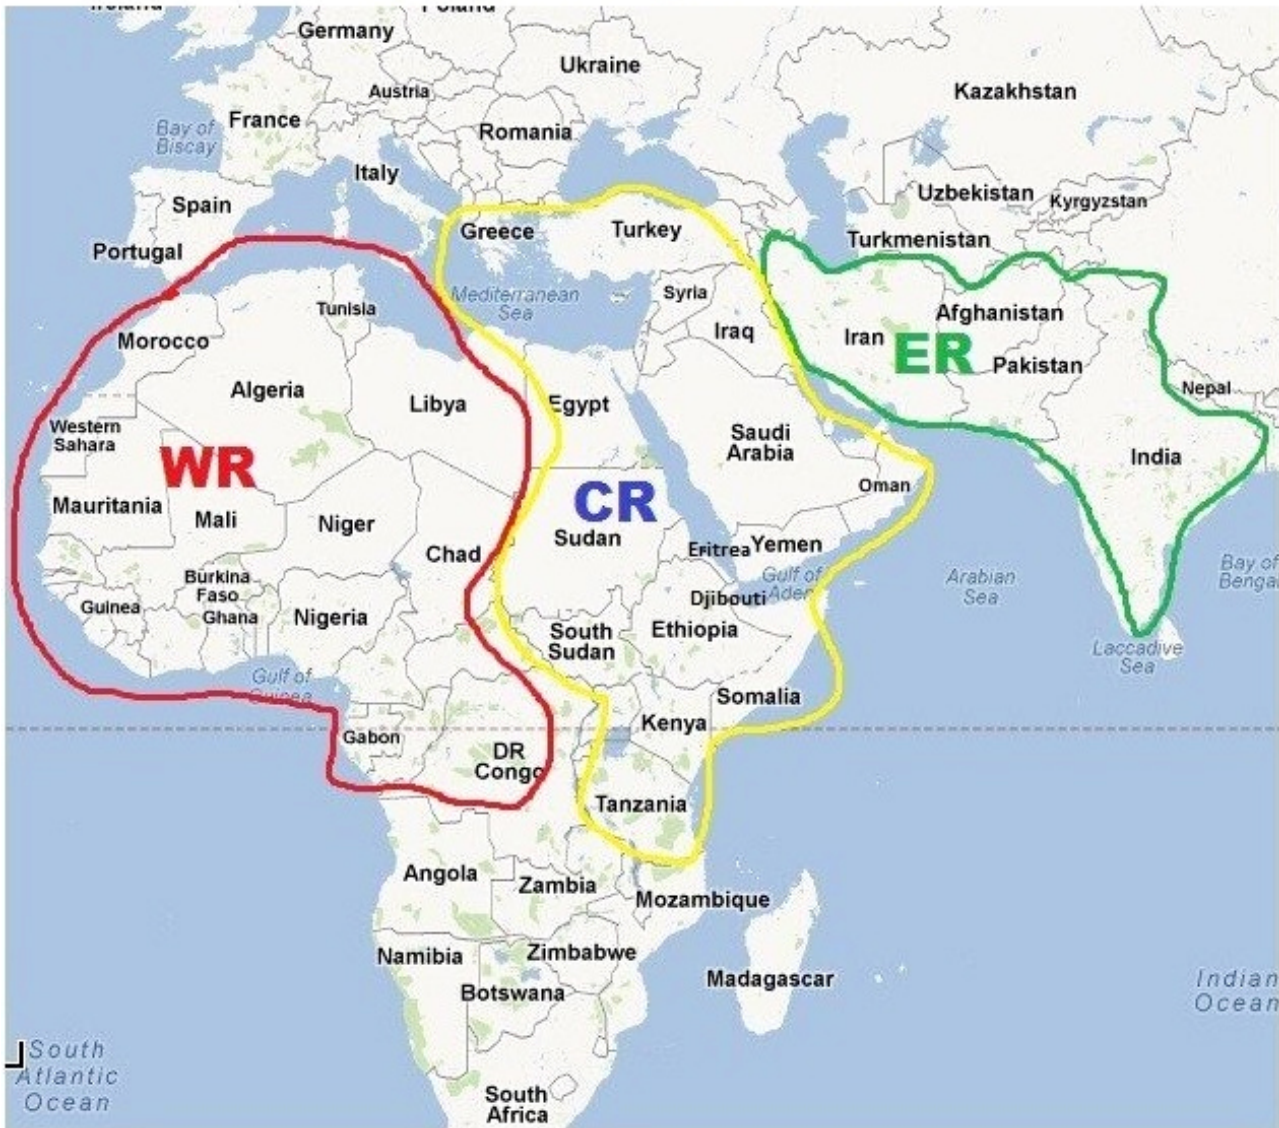 Ireland
Poland
Germany
Ukraine
Kazakhstan
Austria
France
Bay of
Biscay
Romania
Italy
Uzbekistan
Kyrgyzstan
Spain
Greece
Turkey
Turkmenistan
Portugal
Mediterranean
Sea
Syria
Tunisia
Afghanistan
Morocco
Iraq
Iran
ER
Pakistan
Nepal
Algeria
Libya
Egypt
Western
Sahara
WR
Saudi
Arabia
India
CR
Oman
Mauritania
Mali
Niger
Sudan
Chad
Eritrea
Yemen
Burkina
Faso
Gulf of
Aden
Arabian
Sea
Bay of
Bengal
Guinea
Ghana
Nigeria
Djibouti
South
Sudan
Ethiopia
Laccadive
Sea
Gulf of
Guinea
Somalia
Kenya
Gabon
DR
Congo
Tanzania
Angola
Zambia
Mozambique
Namibia
Zimbabwe
Botswana
Madagascar
Indian
Ocean
South
Atlantic
Ocean
South
Africa